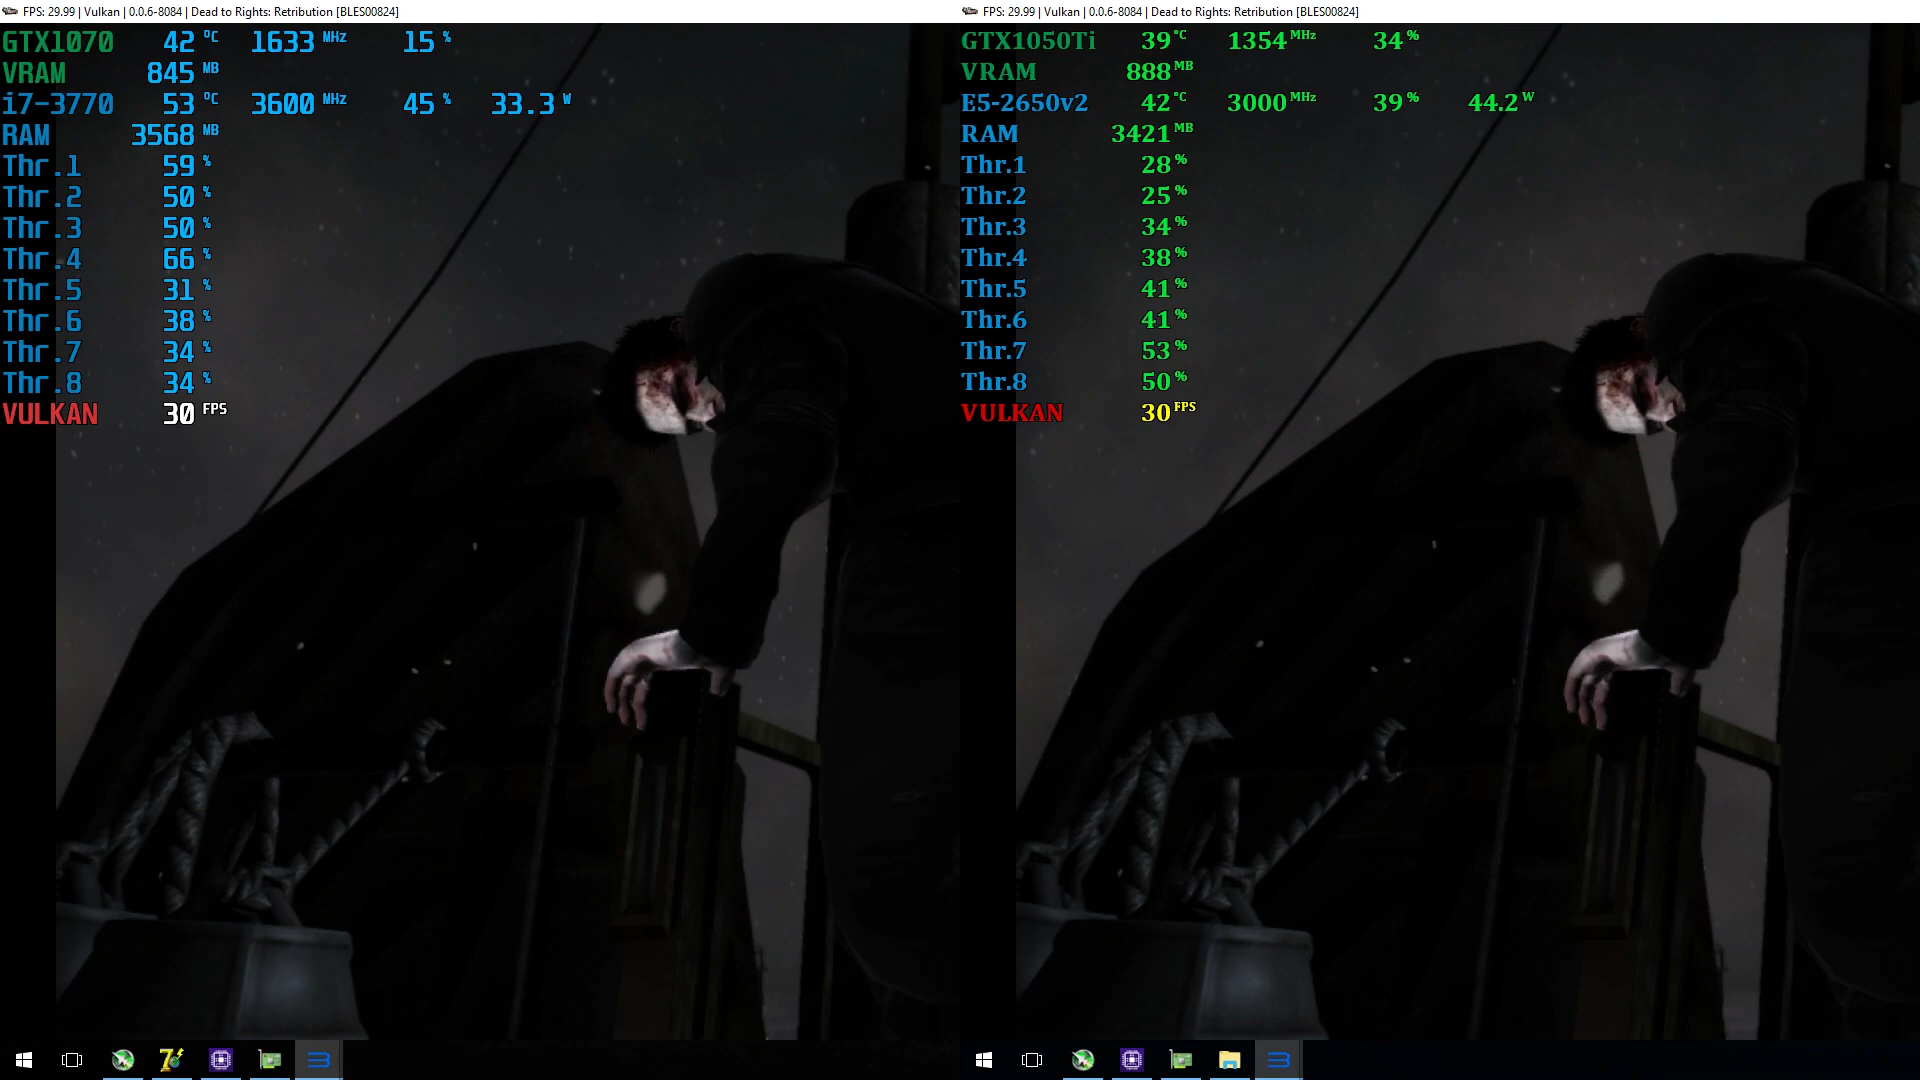 FPS: 29.99 | Vulkan | 0.0.6-8084 | Dead to Rights: Retribution [BLES00824]
GTX1070 42 °C 1633 MHz 15 %
VRAM 845 MB
i7-3770 53 °C 3600 MHz 45 % 33.3 W
RAM 3568 MB
Thr.1 59 %
Thr.2 50 %
Thr.3 50 %
Thr.4 66 %
Thr.5 31 %
Thr.6 38 %
Thr.7 34 %
Thr.8 34 %
VULKAN 30 FPS
FPS: 29.99 | Vulkan | 0.0.6-8084 | Dead to Rights: Retribution [BLES00824]
GTX1050Ti 39 °C 1354 MHz 34 %
VRAM 888 MB
E5-2650v2 42 °C 3000 MHz 39 % 44.2 W
RAM 3421 MB
Thr.1 28 %
Thr.2 25 %
Thr.3 34 %
Thr.4 38 %
Thr.5 41 %
Thr.6 41 %
Thr.7 53 %
Thr.8 50 %
VULKAN 30 FPS